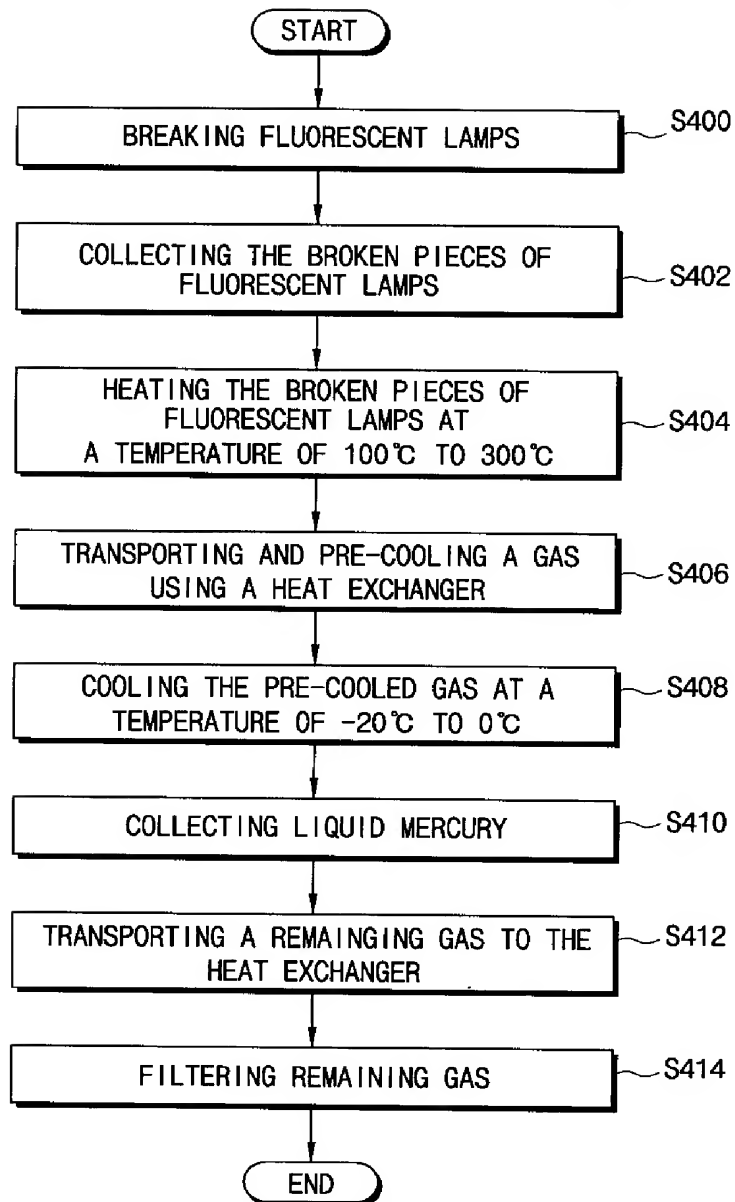 START
BREAKING FLUORESCENT LAMPS
S400
COLLECTING THE BROKEN PIECES OF
FLUORESCENT LAMPS
S402
HEATING THE BROKEN PIECES OF
FLUORESCENT LAMPS AT
A TEMPERATURE OF 100℃ TO 300℃
S404
TRANSPORTING AND PRE-COOLING A GAS
USING A HEAT EXCHANGER
S406
COOLING THE PRE-COOLED GAS AT A
TEMPERATURE OF -20℃ TO 0℃
S408
COLLECTING LIQUID MERCURY
S410
TRANSPORTING A REMAINGING GAS TO THE
HEAT EXCHANGER
S412
FILTERING REMAINING GAS
S414
END